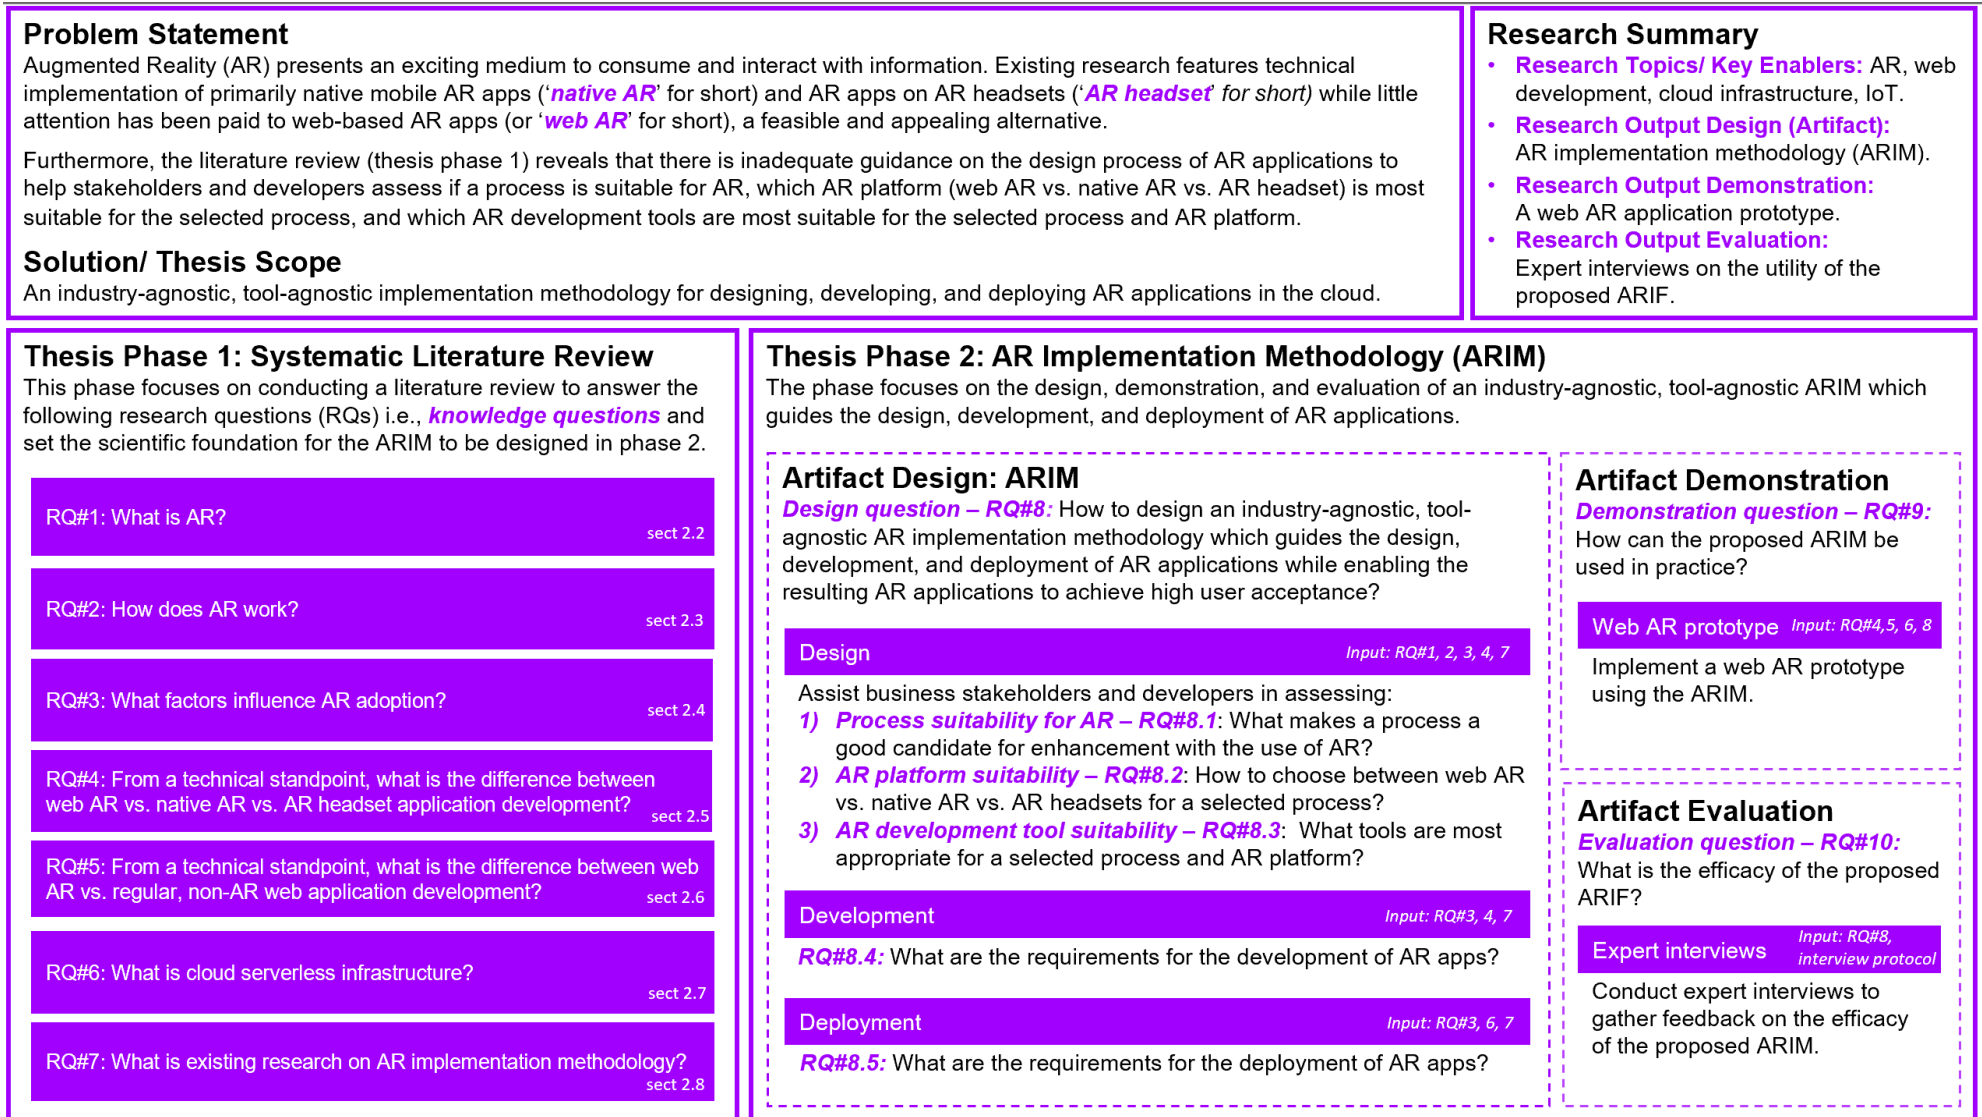 Problem Statement
Augmented Reality (AR) presents an exciting medium to consume and interact with information. Existing research features technical
implementation of primarily native mobile AR apps (‘native AR’ for short) and AR apps on AR headsets (‘AR headset’ for short) while little
attention has been paid to web-based AR apps (or ‘web AR’ for short), a feasible and appealing alternative.
Furthermore, the literature review (thesis phase 1) reveals that there is inadequate guidance on the design process of AR applications to
help stakeholders and developers assess if a process is suitable for AR, which AR platform (web AR vs. native AR vs. AR headset) is most
suitable for the selected process, and which AR development tools are most suitable for the selected process and AR platform.
Solution/ Thesis Scope
An industry-agnostic, tool-agnostic implementation methodology for designing, developing, and deploying AR applications in the cloud.
Research Summary
• Research Topics/ Key Enablers: AR, web
development, cloud infrastructure, IoT.
• Research Output Design (Artifact):
AR implementation methodology (ARIM).
• Research Output Demonstration:
A web AR application prototype.
• Research Output Evaluation:
Expert interviews on the utility of the
proposed ARIF.
Thesis Phase 1: Systematic Literature Review
This phase focuses on conducting a literature review to answer the
following research questions (RQs) i.e., knowledge questions and
set the scientific foundation for the ARIM to be designed in phase 2.
RQ#1: What is AR?
sect 2.2
RQ#2: How does AR work?
sect 2.3
RQ#3: What factors influence AR adoption?
sect 2.4
RQ#4: From a technical standpoint, what is the difference between
web AR vs. native AR vs. AR headset application development?
sect 2.5
RQ#5: From a technical standpoint, what is the difference between web
AR vs. regular, non-AR web application development?
sect 2.6
RQ#6: What is cloud serverless infrastructure?
sect 2.7
RQ#7: What is existing research on AR implementation methodology?
sect 2.8
Thesis Phase 2: AR Implementation Methodology (ARIM)
The phase focuses on the design, demonstration, and evaluation of an industry-agnostic, tool-agnostic ARIM which
guides the design, development, and deployment of AR applications.
Artifact Design: ARIM
Design question – RQ#8: How to design an industry-agnostic, tool-
agnostic AR implementation methodology which guides the design,
development, and deployment of AR applications while enabling the
resulting AR applications to achieve high user acceptance?
Design Input: RQ#1, 2, 3, 4, 7
Assist business stakeholders and developers in assessing:
1) Process suitability for AR – RQ#8.1: What makes a process a
good candidate for enhancement with the use of AR?
2) AR platform suitability – RQ#8.2: How to choose between web AR
vs. native AR vs. AR headsets for a selected process?
3) AR development tool suitability – RQ#8.3: What tools are most
appropriate for a selected process and AR platform?
Development Input: RQ#3, 4, 7
RQ#8.4: What are the requirements for the development of AR apps?
Deployment Input: RQ#3, 6, 7
RQ#8.5: What are the requirements for the deployment of AR apps?
Artifact Demonstration
Demonstration question – RQ#9:
How can the proposed ARIM be
used in practice?
Web AR prototype Input: RQ#4,5, 6, 8
Implement a web AR prototype
using the ARIM.
Artifact Evaluation
Evaluation question – RQ#10:
What is the efficacy of the proposed
ARIF?
Expert interviews
Input: RQ#8,
interview protocol
Conduct expert interviews to
gather feedback on the efficacy
of the proposed ARIM.